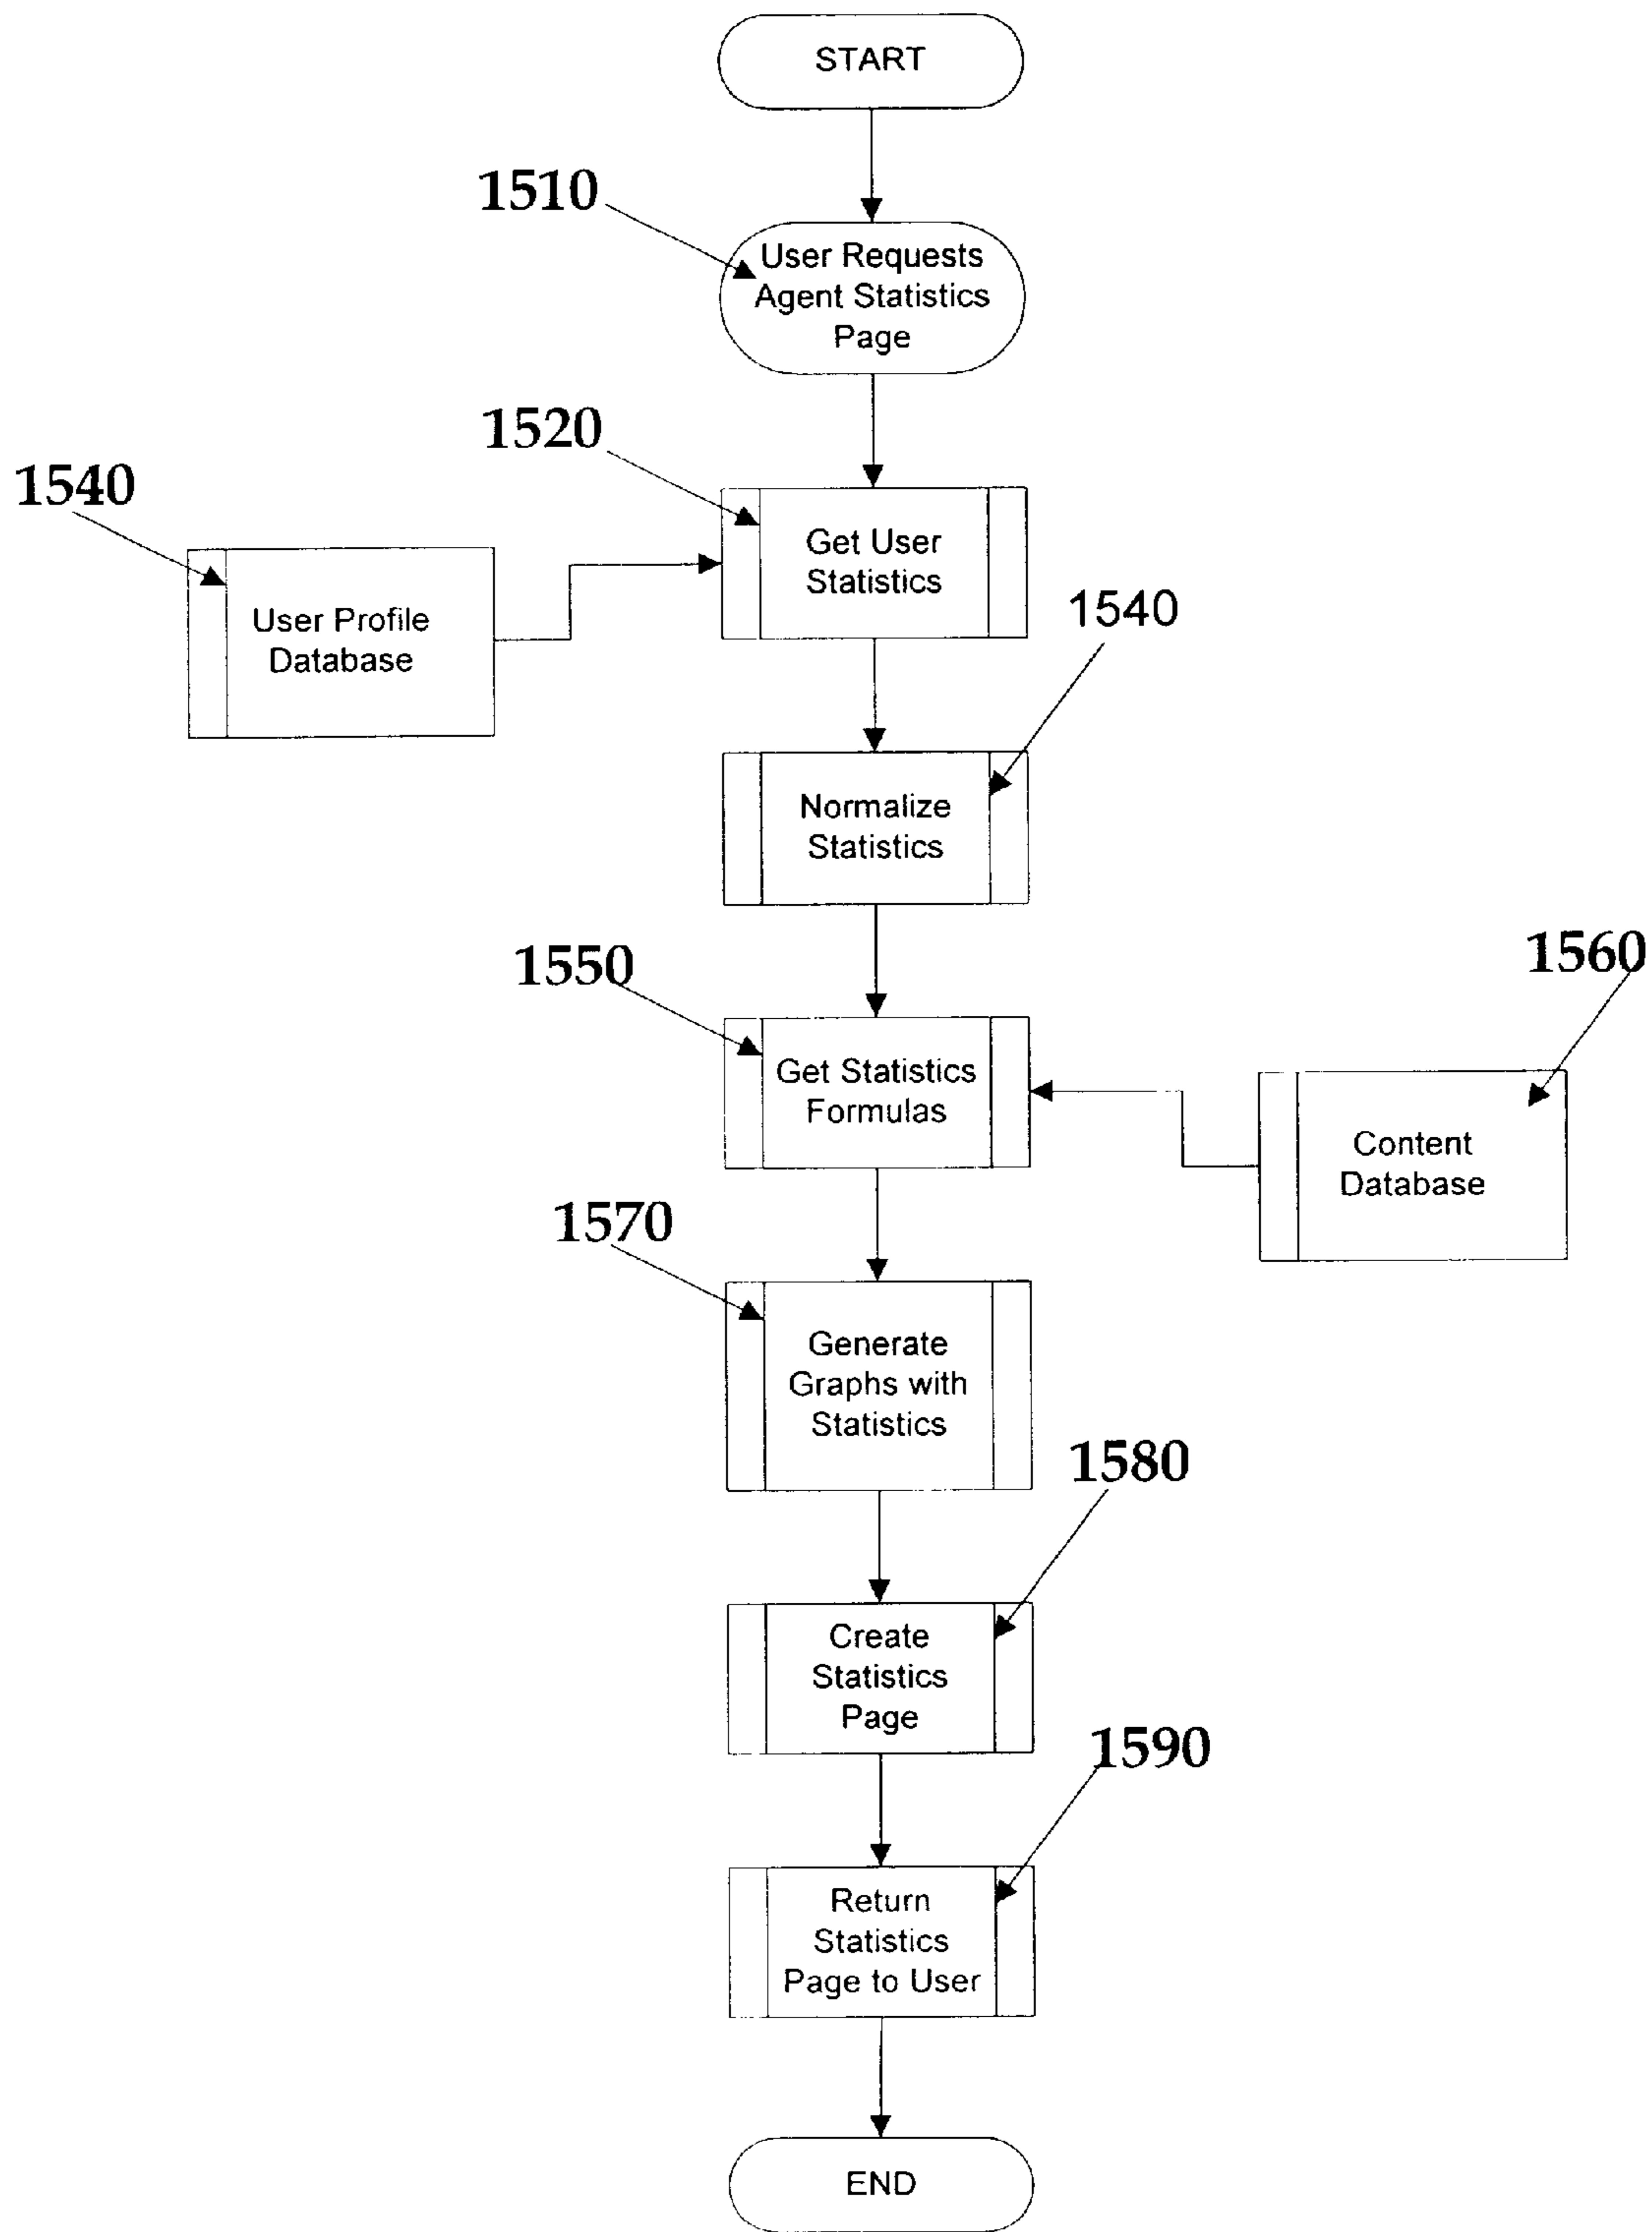 START
1510
User Requests
Agent Statistics
Page
1520
1540
Get User
Statistics
User Profile
Database
1540
Normalize
Statistics
1550
1560
Get Statistics
Formulas
Content
Database
1570
Generate
Graphs with
Statistics
1580
Create
Statistics
Page
1590
Return
Statistics
Page to User
END